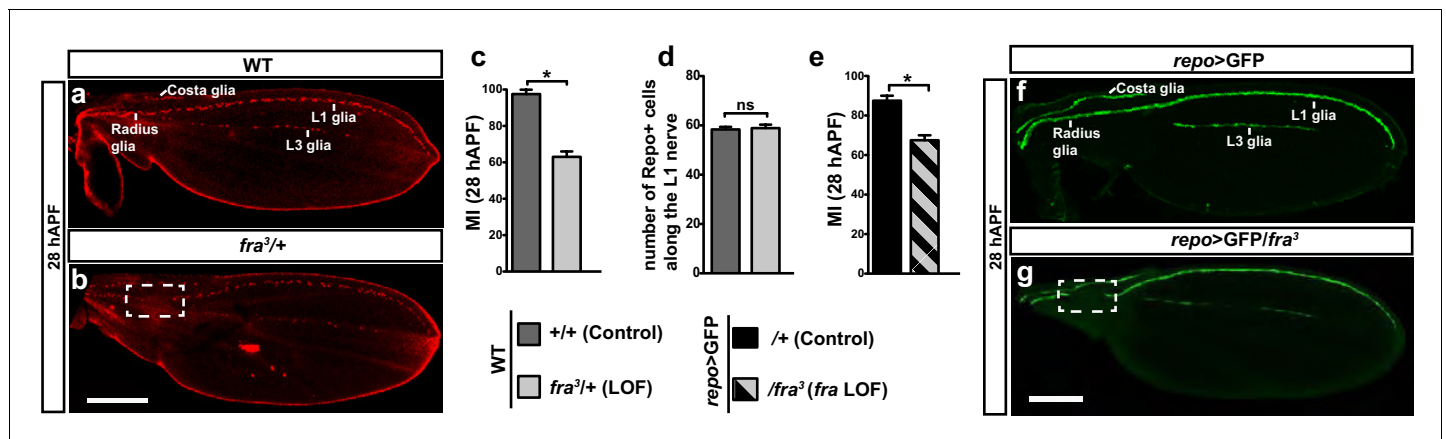 WT
a
Costa glia
L1 glia
Radius
glia
L3 glia
28 hAPF
fra³/+
b
c
*
MI (28 hAPF)
100
80
60
40
20
0
d
ns
number of Repo+ cells
along the L1 nerve
80
60
40
20
0
e
*
MI (28 hAPF)
100
80
60
40
20
0
WT
+/+ (Control)
fra³/+ (LOF)
repo>GFP
/+ (Control)
/fra³ (fra LOF)
repo>GFP
f
Costa glia
L1 glia
Radius
glia
L3 glia
28 hAPF
repo>GFP/fra³
g